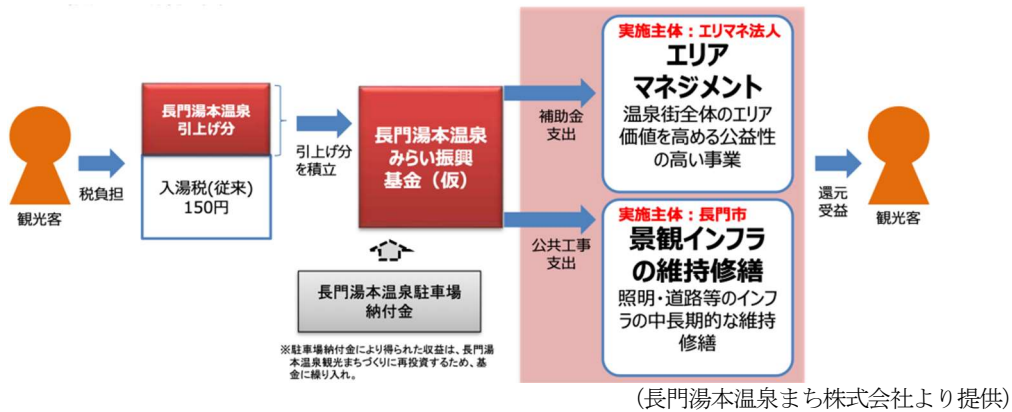 観光客
税負担
長門湯本温泉
引上げ分
入湯税(従来)
150円
引上げ分
を積立
長門湯本温泉
みらい振興
基金（仮）
長門湯本温泉駐車場
納付金
※駐車場納付金により得られた収益は、長門湯
本温泉観光まちづくりに再投資するため、基
金に繰り入れ。
補助金
支出
公共工事
支出
実施主体：エリマネ法人
エリア
マネジメント
温泉街全体のエリア
価値を高める公益性
の高い事業
実施主体：長門市
景観インフラ
の維持修繕
照明・道路等のインフ
ラの中長期的な維持
修繕
還元
受益
観光客
(長門湯本温泉まち株式会社より提供)